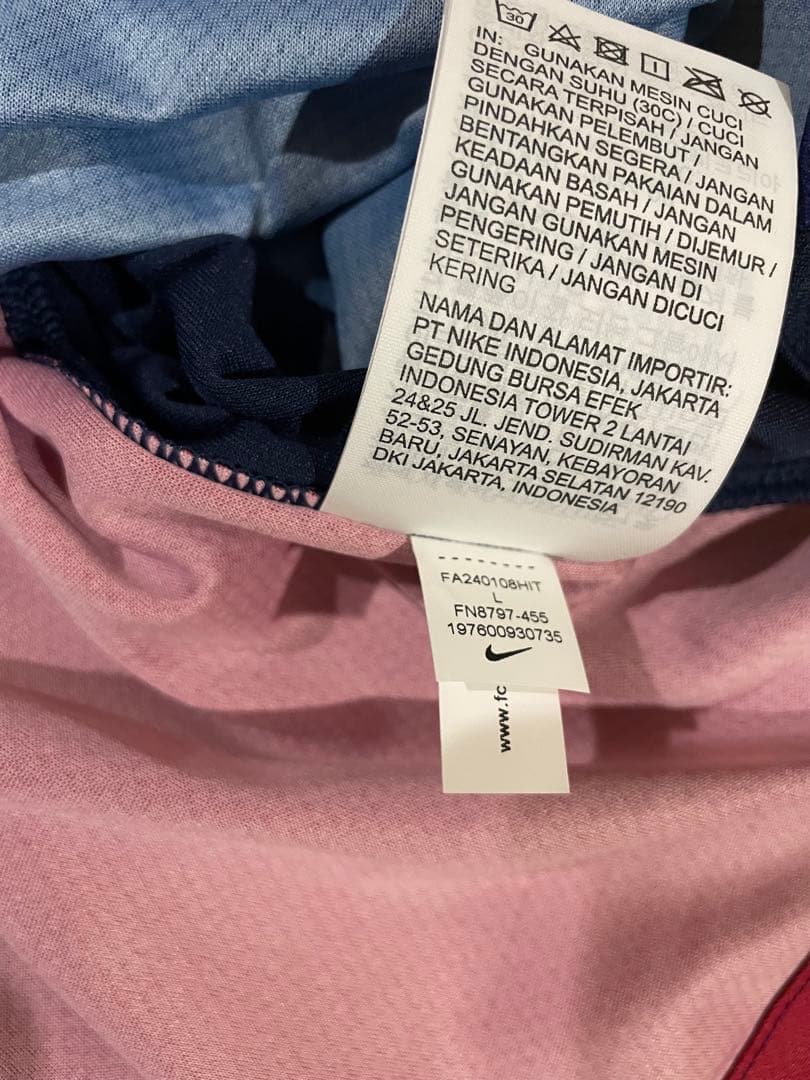 30
IN: GUNAKAN MESIN CUCI
DENGAN SUHU (30C) / CUCI
SECARA TERPISAH / JANGAN
GUNAKAN PELEMBUT /
PINDAHKAN SEGERA / JANGAN
BENTANGKAN PAKAIAN DALAM
KEADAAN BASAH / JANGAN
GUNAKAN PEMUTIH / DIJEMUR /
JANGAN GUNAKAN MESIN
PENGERING / JANGAN DI
SETERIKA / JANGAN DICUCI
KERING
NAMA DAN ALAMAT IMPORTIR:
PT NIKE INDONESIA, JAKARTA
GEDUNG BURSA EFEK
INDONESIA TOWER 2 LANTAI
24&25 JL. JEND. SUDIRMAN KAV.
52-53, SENAYAN, KEBAYORAN
BARU, JAKARTA SELATAN 12190
DKI JAKARTA, INDONESIA
FA240108HIT
L
FN8797-455
197600930735
www.fc